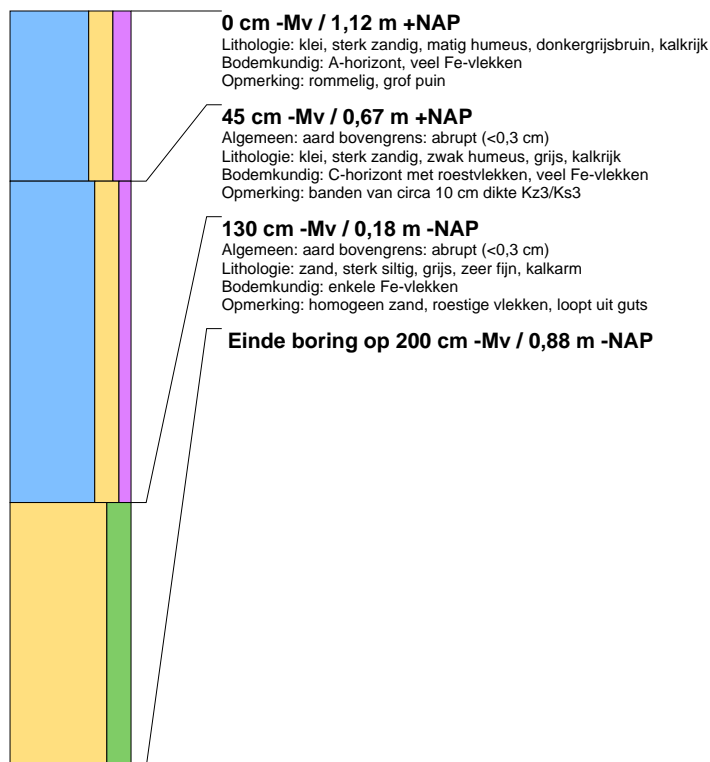 0 cm -Mv / 1,12 m +NAP
Lithologie: klei, sterk zandig, matig humeus, donkergrijsbruin, kalkrijk
Bodemkundig: A-horizont, veel Fe-vlekken
Opmerking: rommelig, grof puin
45 cm -Mv / 0,67 m +NAP
Algemeen: aard bovengrens: abrupt (<0,3 cm)
Lithologie: klei, sterk zandig, zwak humeus, grijs, kalkrijk
Bodemkundig: C-horizont met roestvlekken, veel Fe-vlekken
Opmerking: banden van circa 10 cm dikte Kz3/Ks3
130 cm -Mv / 0,18 m -NAP
Algemeen: aard bovengrens: abrupt (<0,3 cm)
Lithologie: zand, sterk siltig, grijs, zeer fijn, kalkarm
Bodemkundig: enkele Fe-vlekken
Opmerking: homogeen zand, roestige vlekken, loopt uit guts
Einde boring op 200 cm -Mv / 0,88 m -NAP